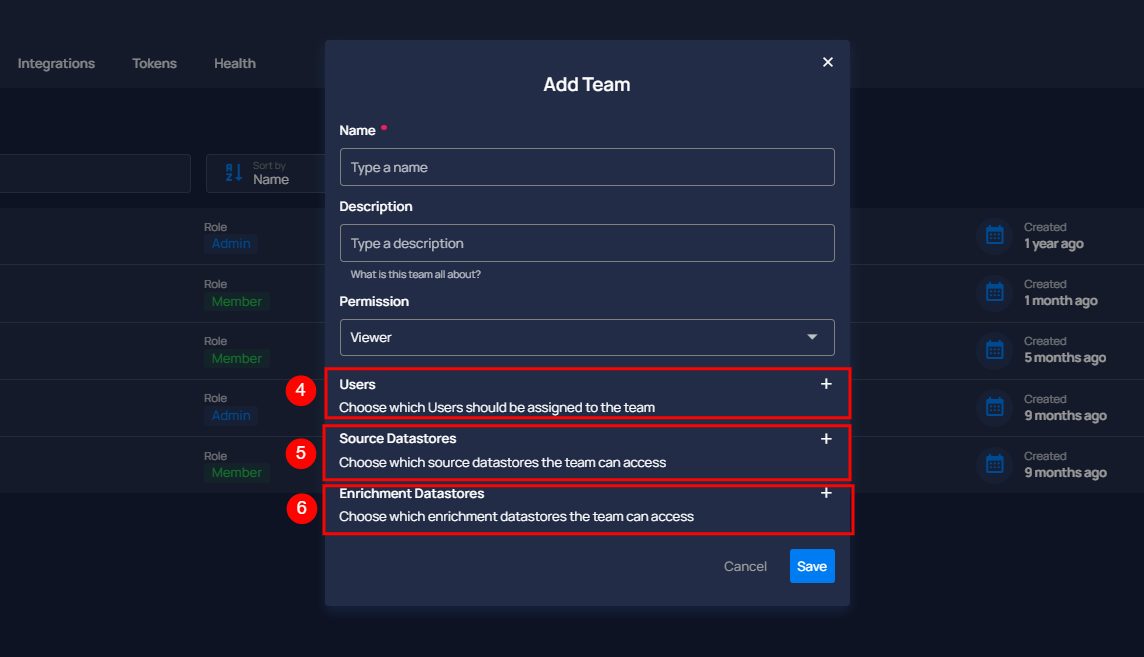 Integrations Tokens Health
Add Team
Name •
Type a name
Sort by
Name
Description
Type a description
What is this team all about?
Permission
Viewer
4
Users
Choose which Users should be assigned to the team
5
Source Datastores
Choose which source datastores the team can access
6
Enrichment Datastores
Choose which enrichment datastores the team can access
Cancel Save
Role
Admin
Created
1 year ago
Role
Member
Created
1 month ago
Role
Member
Created
5 months ago
Role
Admin
Created
9 months ago
Role
Member
Created
9 months ago